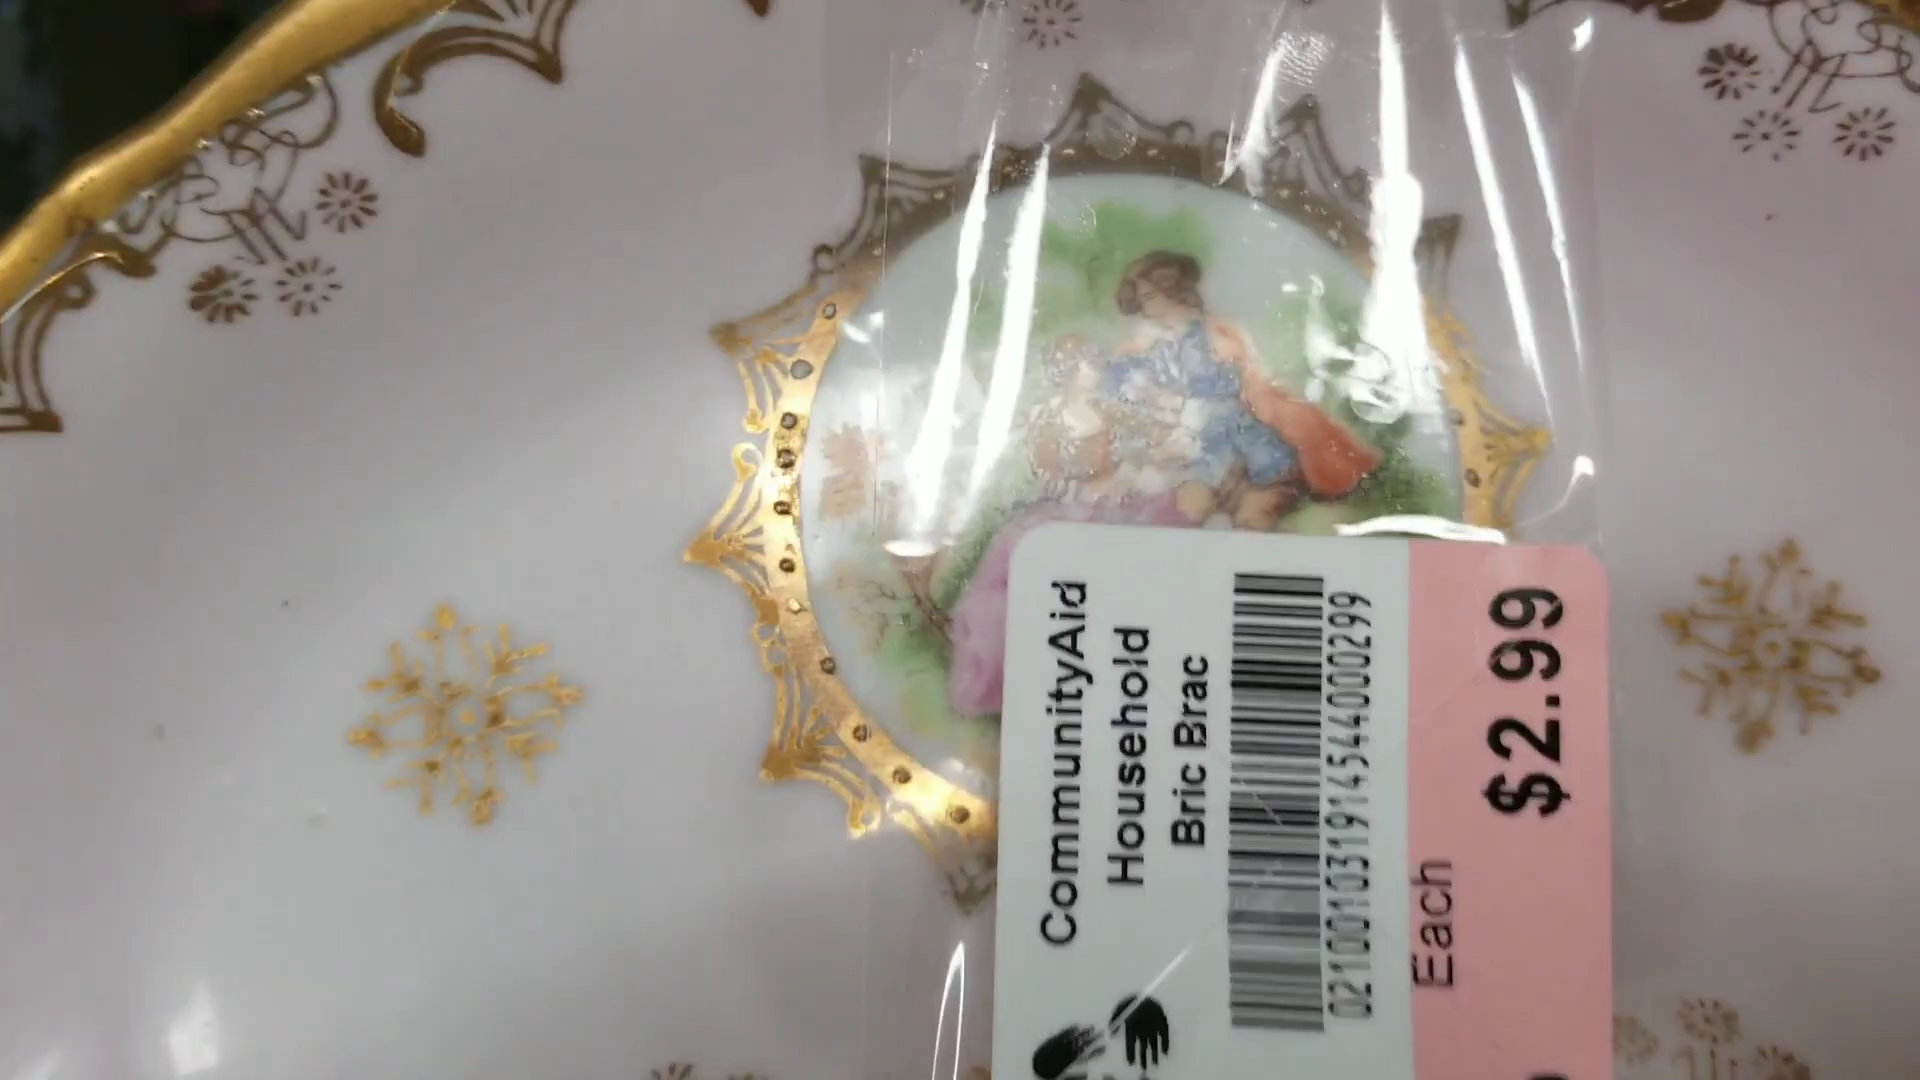 CommunityAid
Household
Bric Brac
021001031914544000299
Each
$2.99